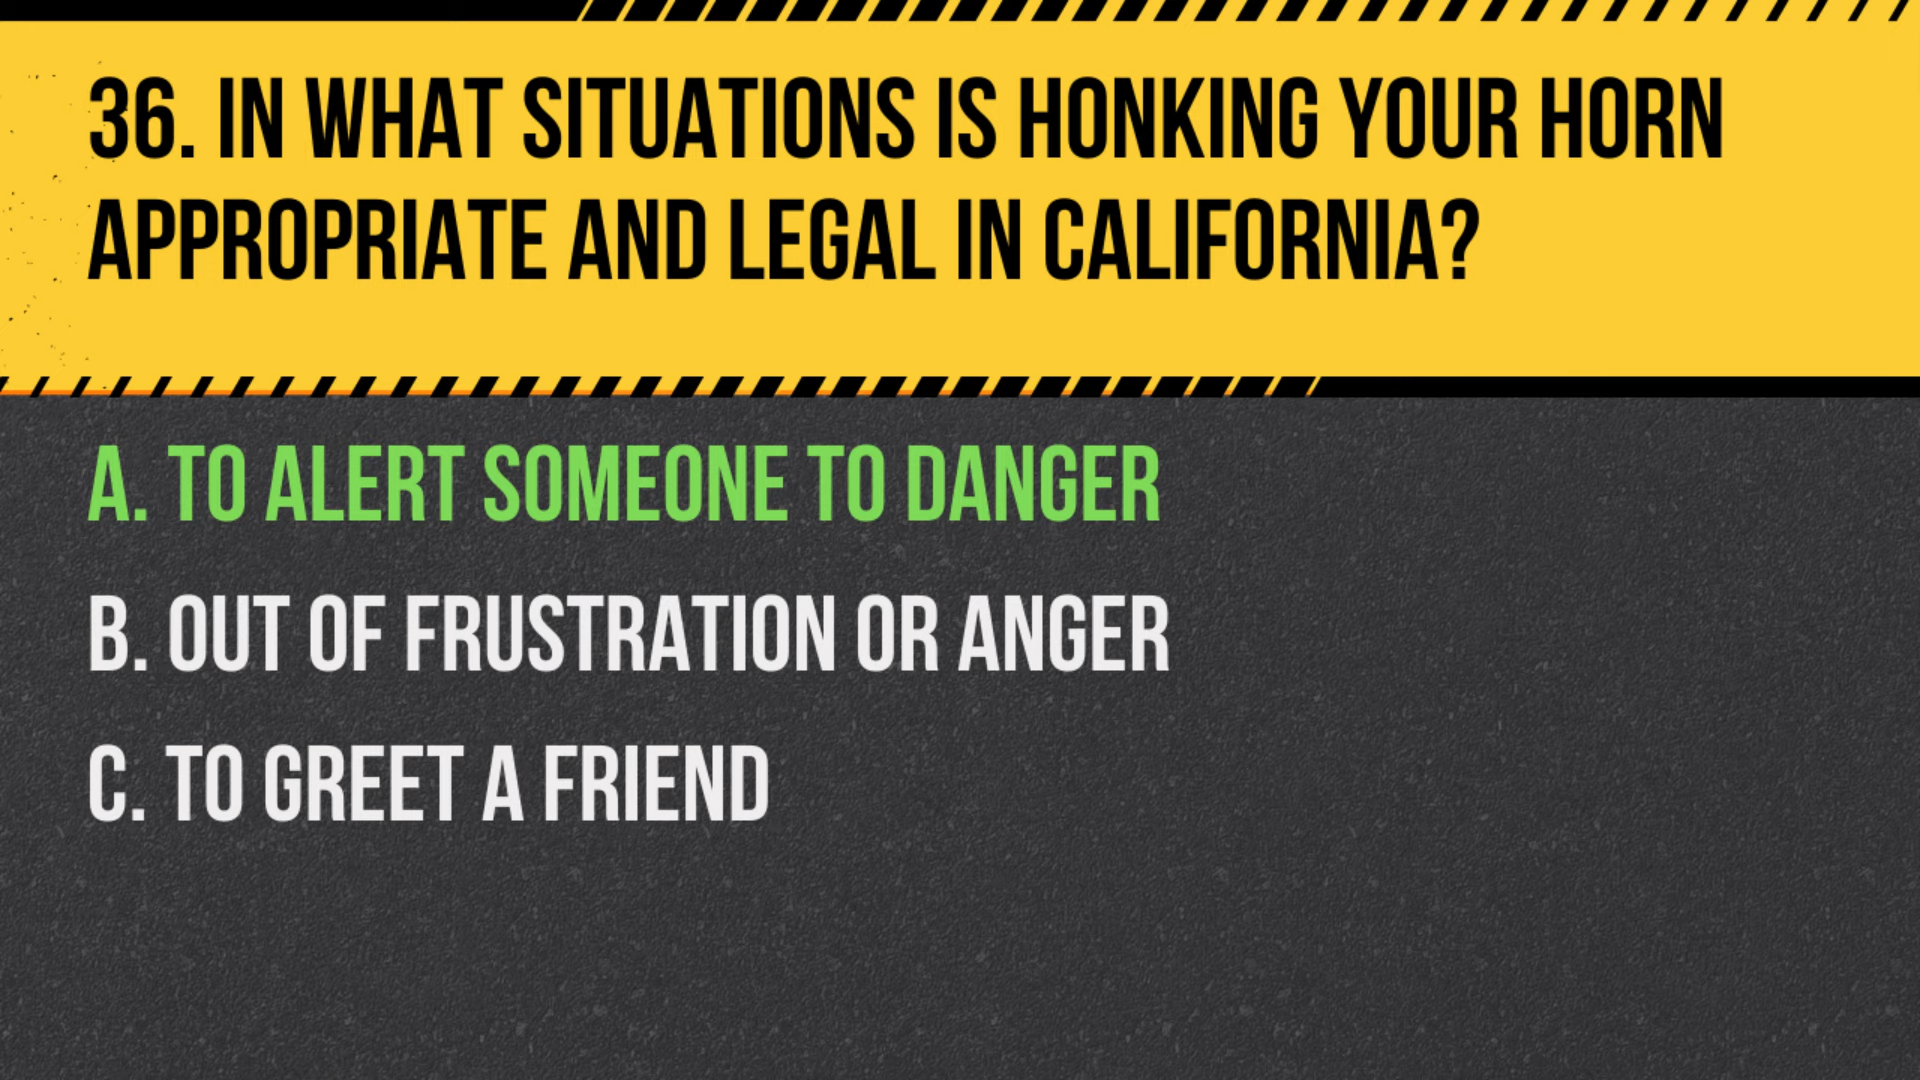 36. IN WHAT SITUATIONS IS HONKING YOUR HORN
APPROPRIATE AND LEGAL IN CALIFORNIA?
A. TO ALERT SOMEONE TO DANGER
B. OUT OF FRUSTRATION OR ANGER
C. TO GREET A FRIEND